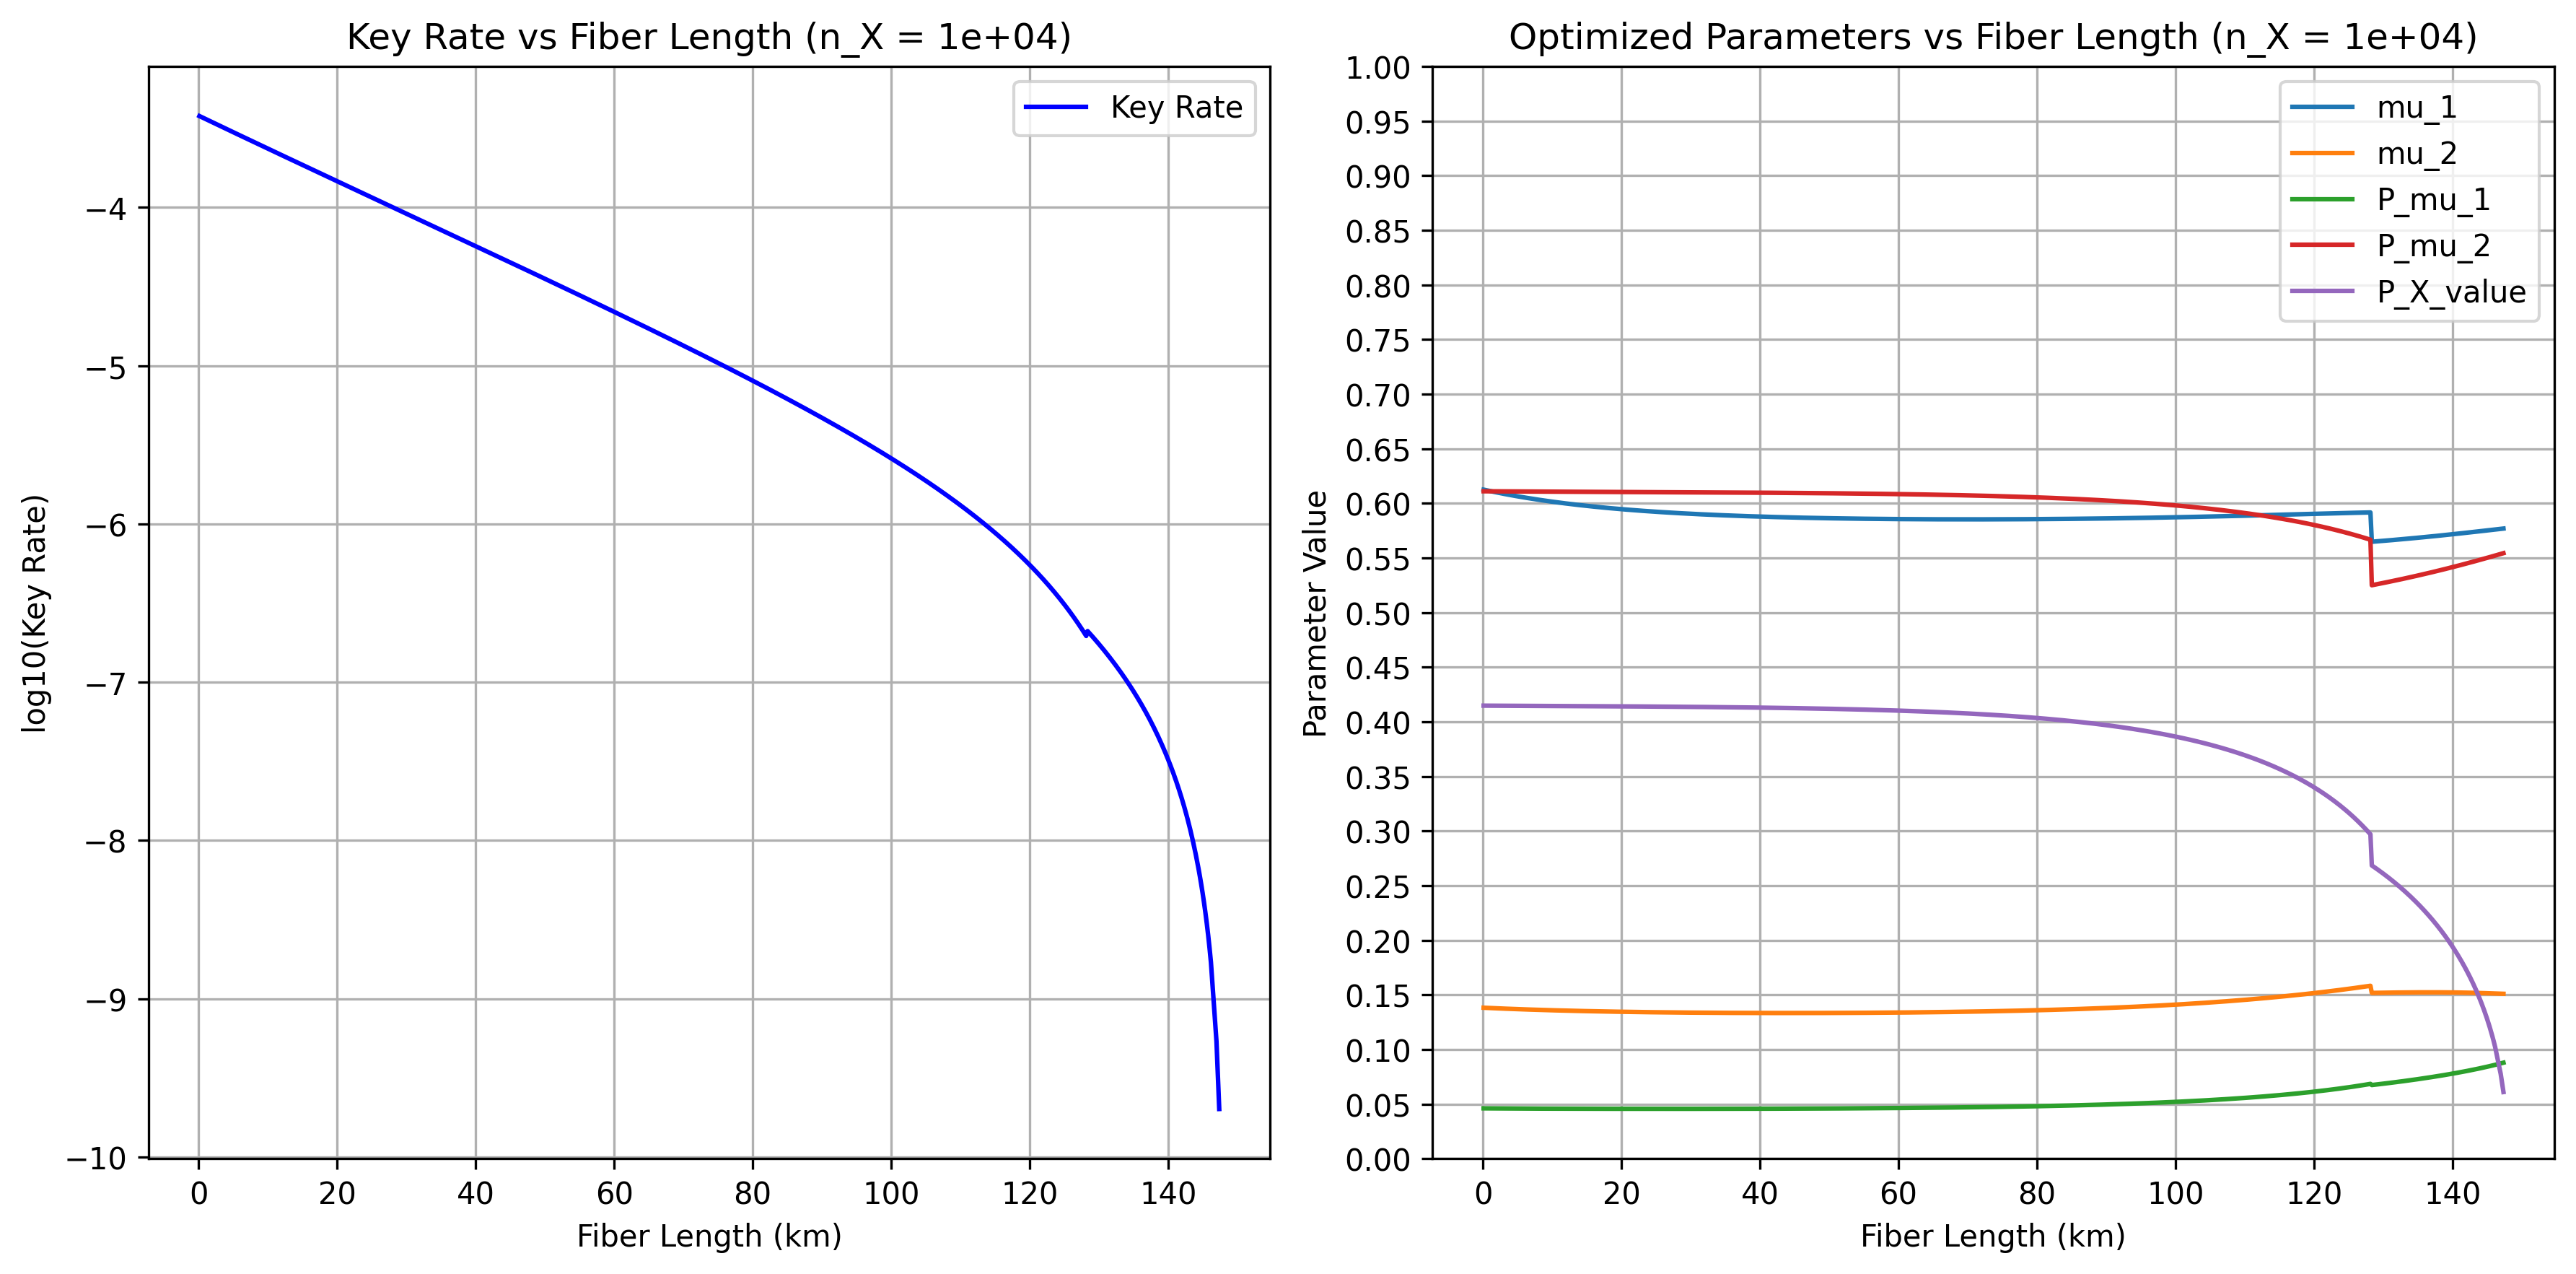 Key Rate vs Fiber Length (n_X = 1e+04)
Key Rate
log10(Key Rate)
−4
−5
−6
−7
−8
−9
−10
0 20 40 60 80 100 120 140
Fiber Length (km)
Optimized Parameters vs Fiber Length (n_X = 1e+04)
mu_1
mu_2
P_mu_1
P_mu_2
P_X_value
Parameter Value
1.00
0.95
0.90
0.85
0.80
0.75
0.70
0.65
0.60
0.55
0.50
0.45
0.40
0.35
0.30
0.25
0.20
0.15
0.10
0.05
0.00
0 20 40 60 80 100 120 140
Fiber Length (km)